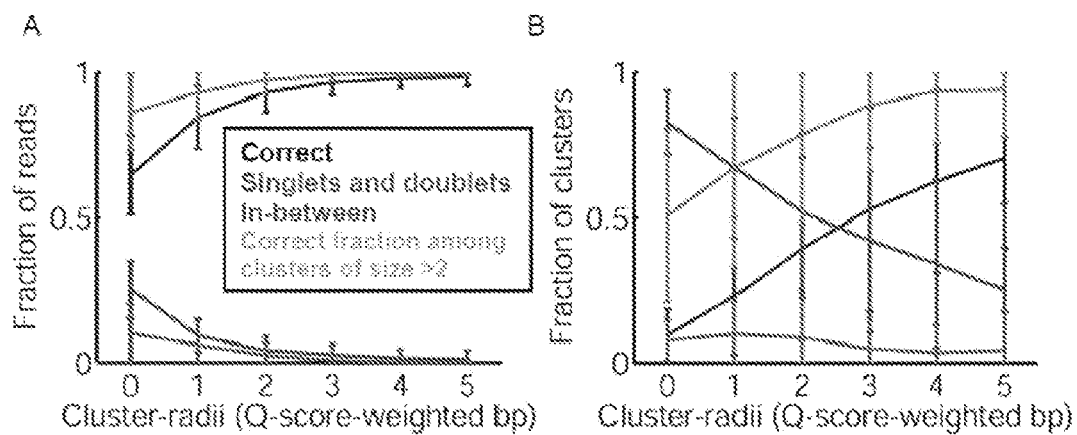 A
B
Fraction of reads
1
0.5
0
Correct
Singlets and doublets
In-between
Correct fraction among
clusters of size >2
0 1 2 3 4 5
Cluster-radii (Q-score-weighted bp)
Fraction of clusters
1
0.5
0
0 1 2 3 4 5
Cluster-radii (Q-score-weighted bp)